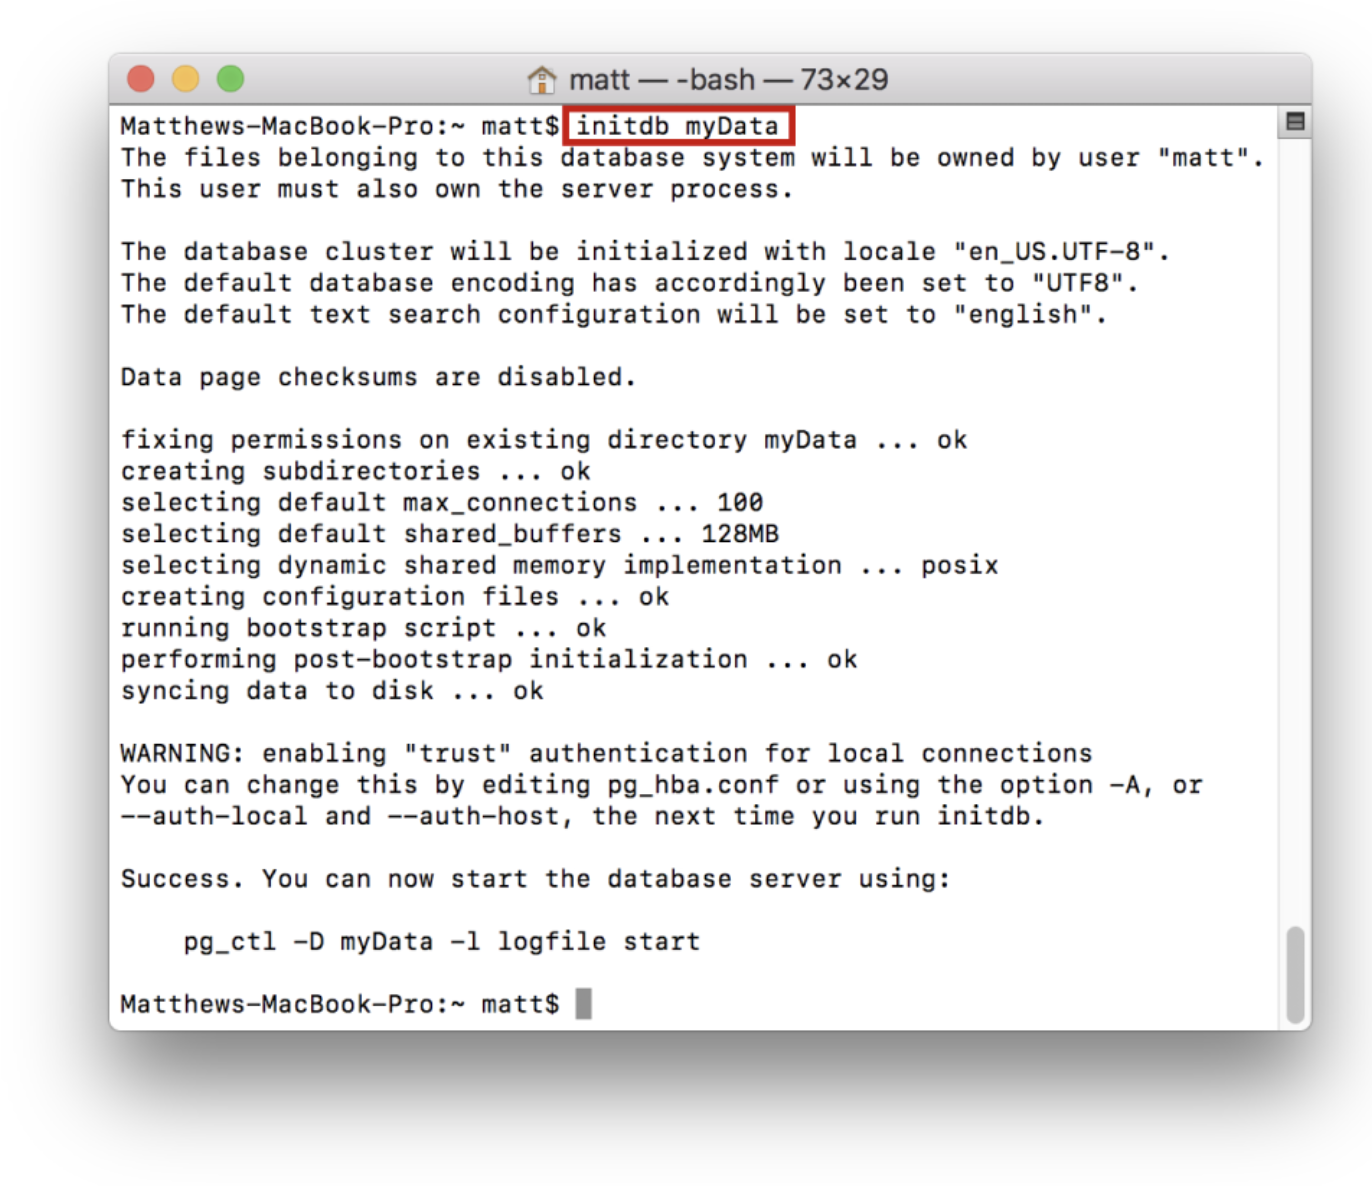 matt — -bash — 73×29
Matthews-MacBook-Pro:~ matt$ initdb myData
The files belonging to this database system will be owned by user "matt".
This user must also own the server process.
The database cluster will be initialized with locale "en_US.UTF-8".
The default database encoding has accordingly been set to "UTF8".
The default text search configuration will be set to "english".
Data page checksums are disabled.
fixing permissions on existing directory myData ... ok
creating subdirectories ... ok
selecting default max_connections ... 100
selecting default shared_buffers ... 128MB
selecting dynamic shared memory implementation ... posix
creating configuration files ... ok
running bootstrap script ... ok
performing post-bootstrap initialization ... ok
syncing data to disk ... ok
WARNING: enabling "trust" authentication for local connections
You can change this by editing pg_hba.conf or using the option -A, or
--auth-local and --auth-host, the next time you run initdb.
Success. You can now start the database server using:
pg_ctl -D myData -l logfile start
Matthews-MacBook-Pro:~ matt$